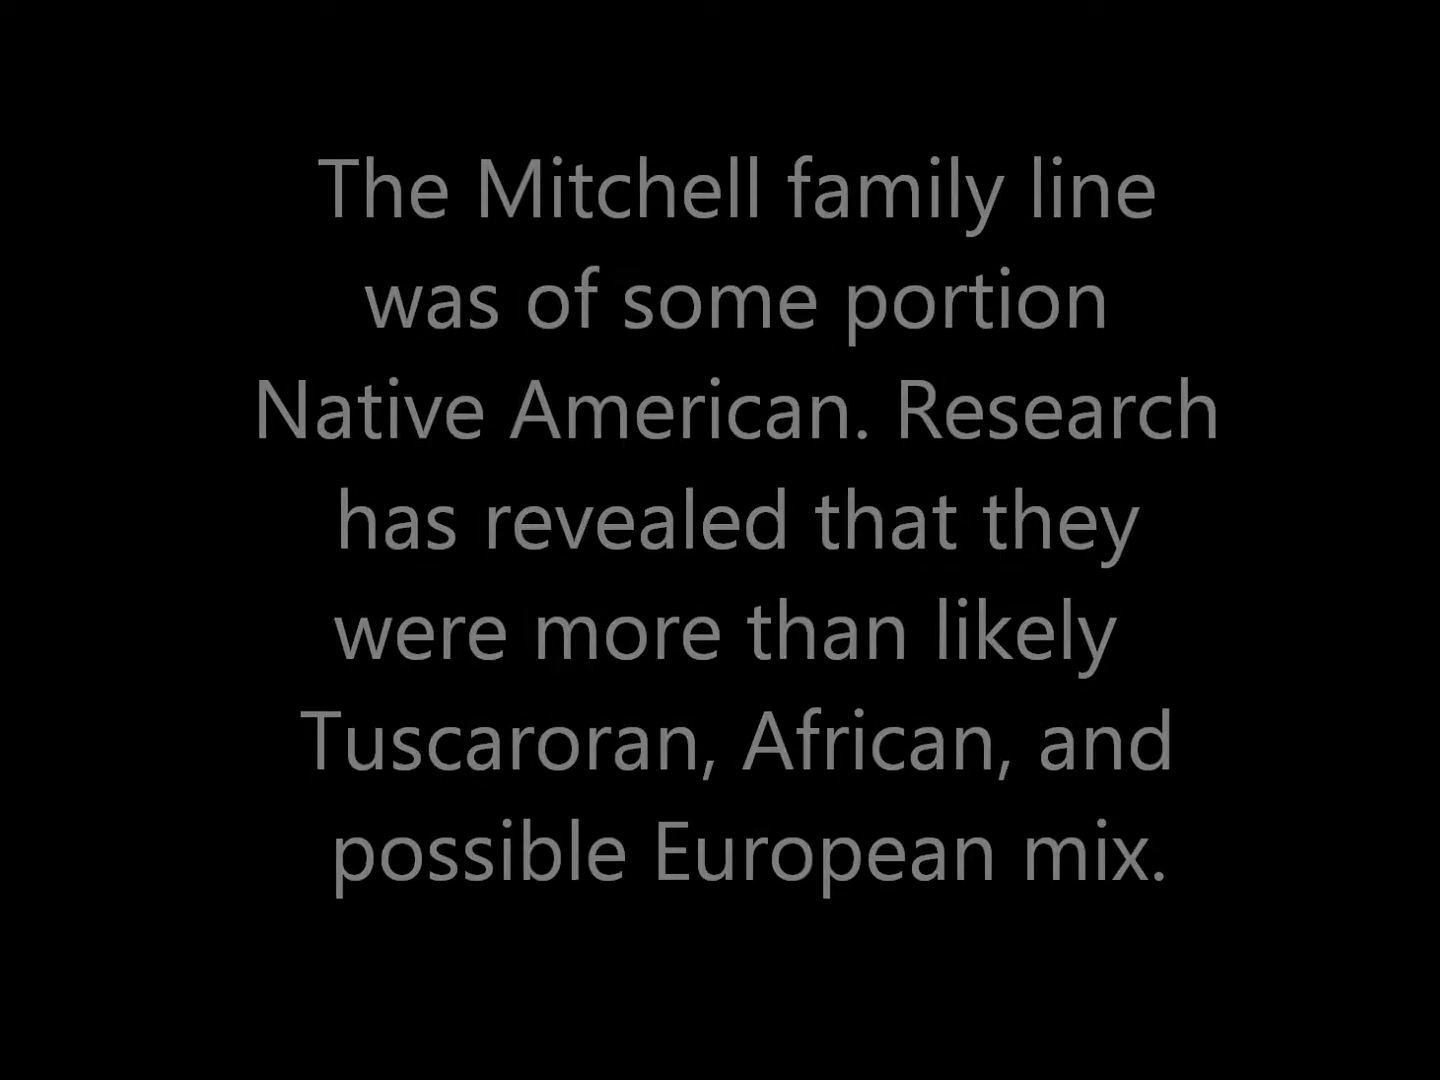 The Mitchell family line
was of some portion
Native American. Research
has revealed that they
were more than likely
Tuscaroran, African, and
possible European mix.